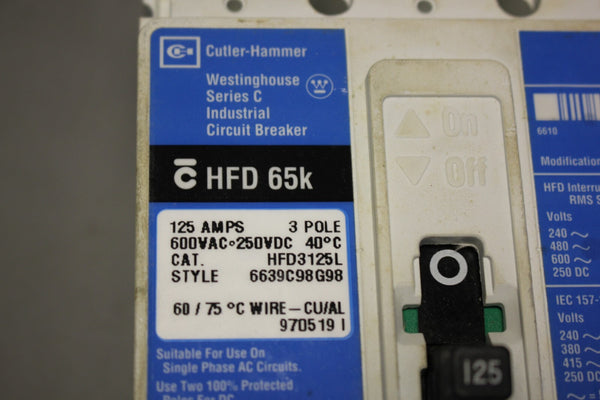 Cutler-Hammer
Westinghouse
Series C
Industrial
Circuit Breaker
HFD 65k
125 AMPS 3 POLE
600VAC∘250VDC 40°C
CAT. HFD3125L
STYLE 6639C98G98
60 / 75 °C WIRE-CU/AL
970519 I
Suitable For Use On
Single Phase AC Circuits.
Use Two 100% Protected
Poles For DC
On
Off
O
125
6610
Modification
HFD Interru
RMS S
Volts
240 ~
480 ~
600 ~
250 DC
IEC 157-
Volts
240 ~
380 ~
415 ~
250 DC